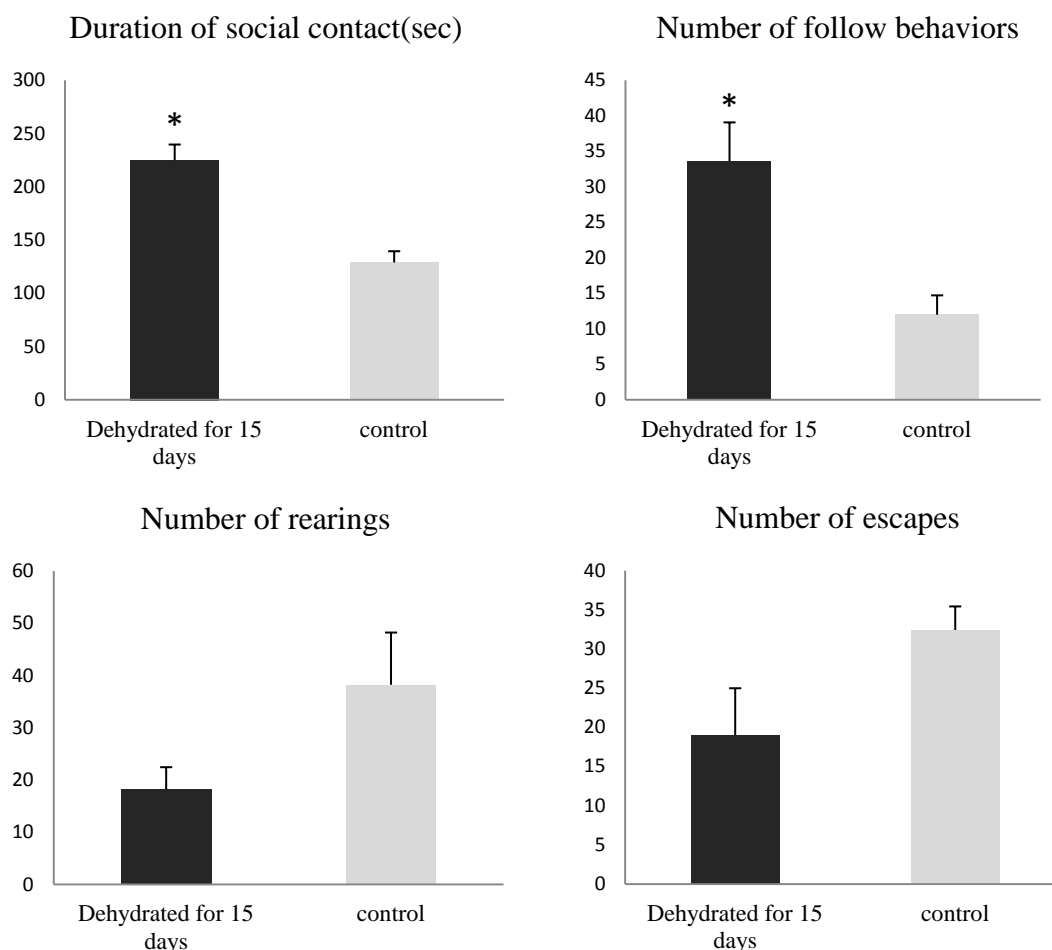 Duration of social contact(sec)
300
250
200
150
100
50
0
*
Dehydrated for 15
days
control
Number of follow behaviors
45
40
35
30
25
20
15
10
5
0
*
Dehydrated for 15
days
control
Number of rearings
60
50
40
30
20
10
0
Dehydrated for 15
days
control
Number of escapes
40
35
30
25
20
15
10
5
0
Dehydrated for 15
days
control